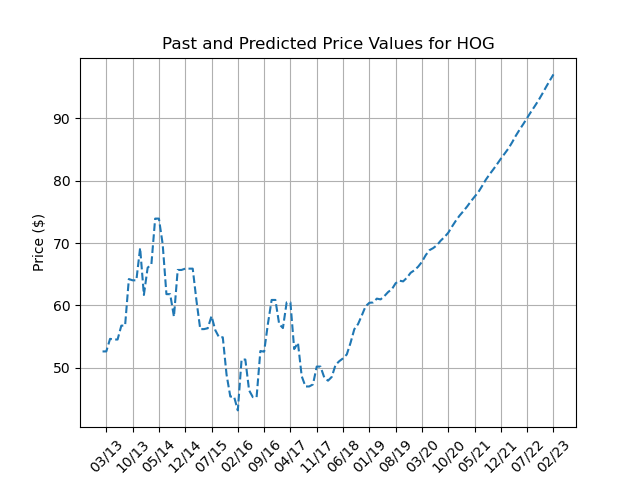 Past and Predicted Price Values for HOG
Price ($)
90
80
70
60
50
03/13 10/13 05/14 12/14 07/15 02/16 09/16 04/17 11/17 06/18 01/19 08/19 03/20 10/20 05/21 12/21 07/22 02/23